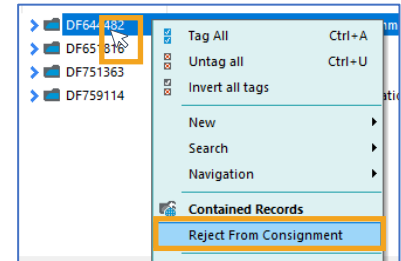 DF644482
DF651816
DF751363
DF759114
Tag All Ctrl+A
Untag all Ctrl+U
Invert all tags
New
Search
Navigation
Contained Records
Reject From Consignment